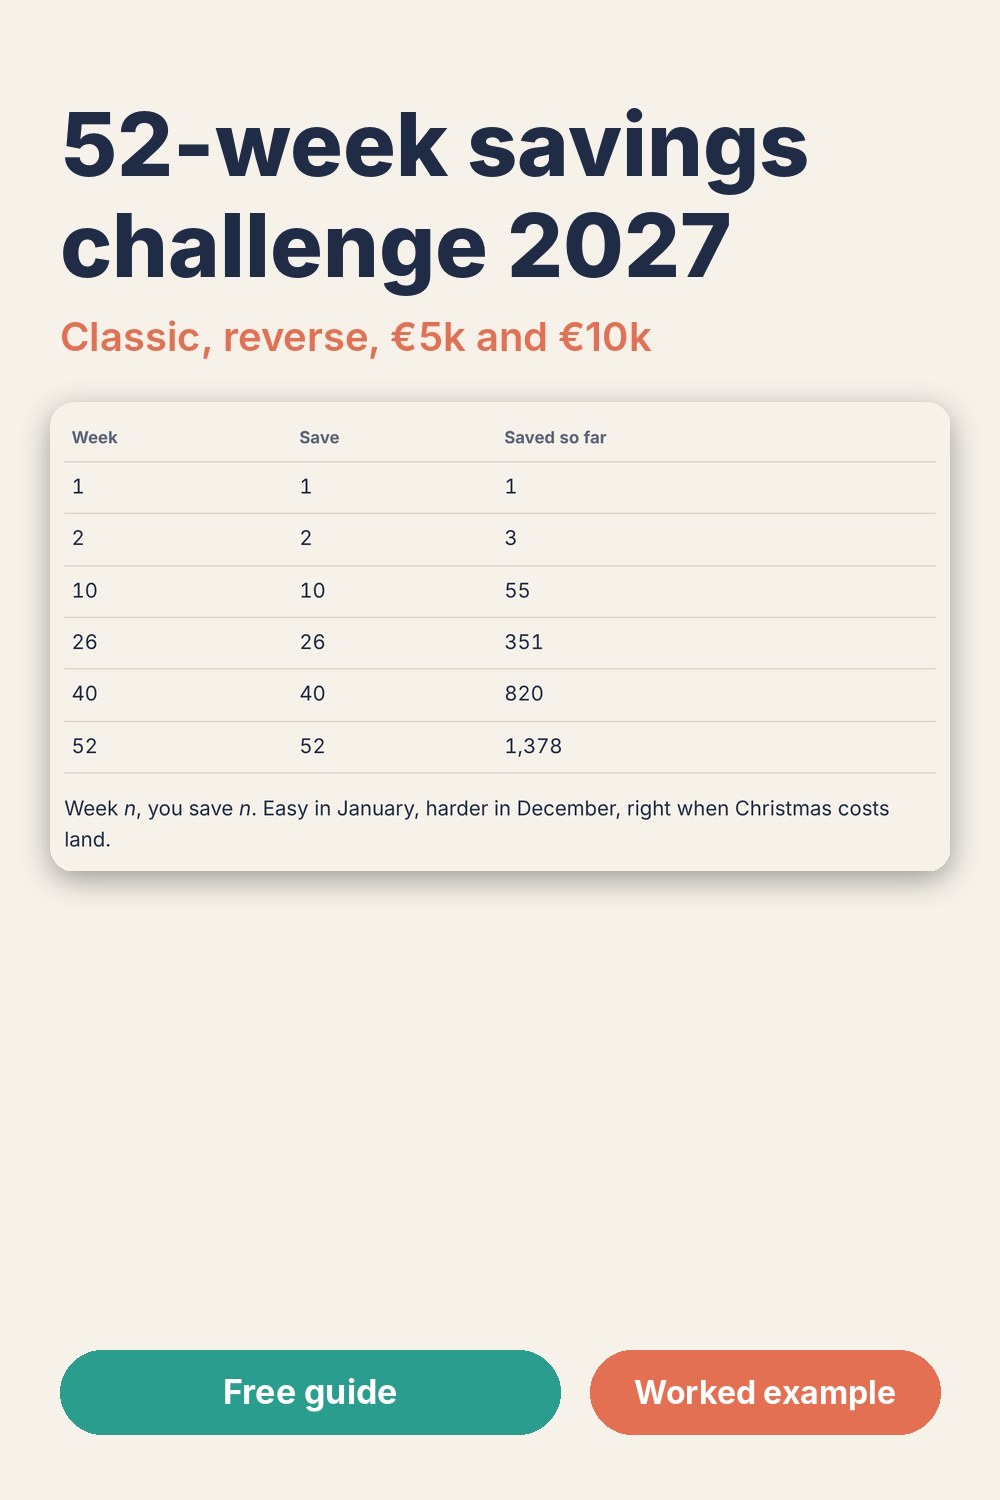 52-week savings
challenge 2027
Classic, reverse, €5k and €10k
Week Save Saved so far
1 1 1
2 2 3
10 10 55
26 26 351
40 40 820
52 52 1,378
Week n, you save n. Easy in January, harder in December, right when Christmas costs
land.
Free guide
Worked example